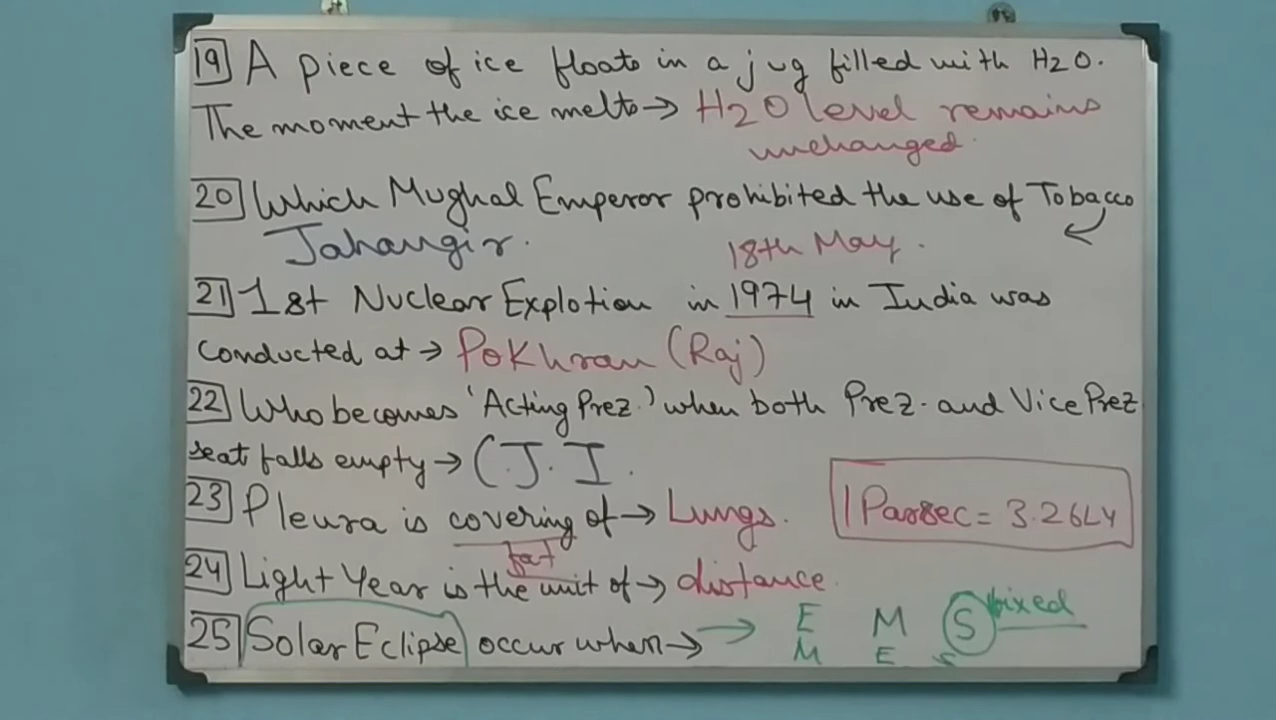 19 A piece of ice floats in a jug filled with H2O.
The moment the ice melts → H2O level remains
unchanged.
20 Which Mughal Emperor prohibited the use of Tobacco
Jahangir.
18th May.
21 1st Nuclear Explotion in 1974 in India was
conducted at → Pokhran (Raj)
22 Who becomes 'Acting Prez.' when both Prez. and Vice Prez.
seat falls empty → CJ.I.
23 Pleura is covering of → Lungs.
1 Parsec = 3.26Ly
fat
24 Light Year is the unit of → distance.
25 Solar Eclipse occur when → → E M S fixed
M E S